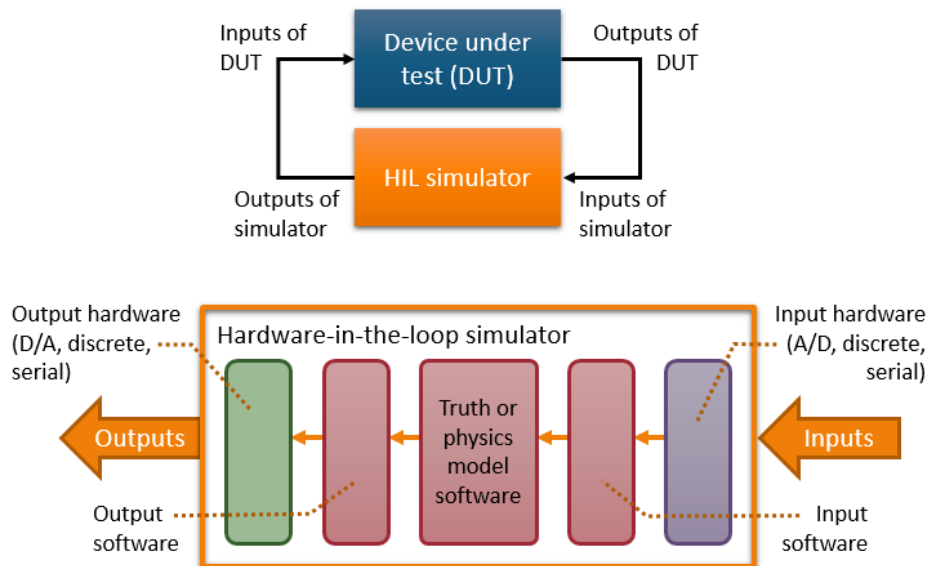 Inputs of
DUT
Device under
test (DUT)
Outputs of
DUT
HIL simulator
Outputs of
simulator
Inputs of
simulator
Output hardware
(D/A, discrete,
serial)
Hardware-in-the-loop simulator
Input hardware
(A/D, discrete,
serial)
Outputs
Truth or
physics
model
software
Inputs
Output
software
Input
software